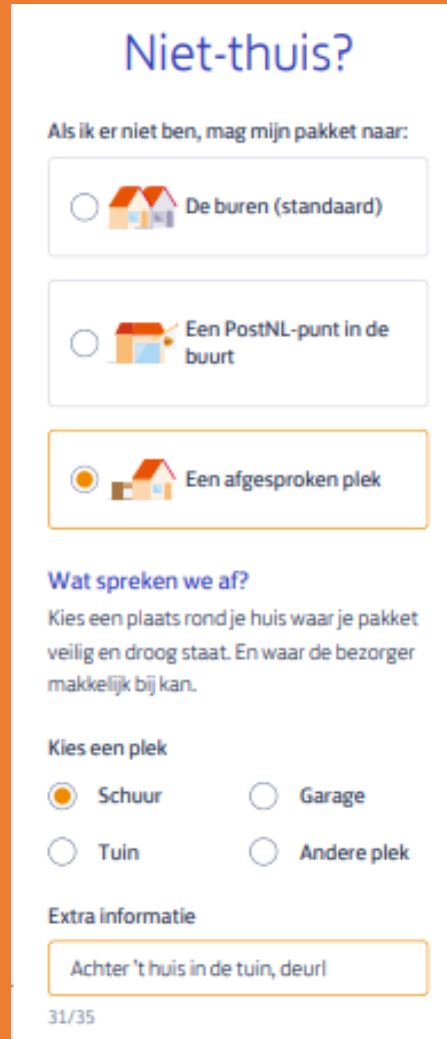 Niet-thuis?
Als ik er niet ben, mag mijn pakket naar:
De buren (standaard)
Een PostNL-punt in de
buurt
Een afgesproken plek
Wat spreken we af?
Kies een plaats rond je huis waar je pakket
veilig en droog staat. En waar de bezorger
makkelijk bij kan.
Kies een plek
Schuur
Garage
Tuin
Andere plek
Extra informatie
Achter 't huis in de tuin, deurl
31/35